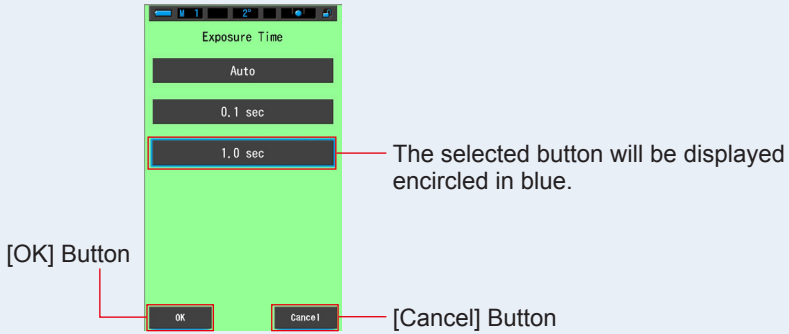 M 1 2°
Exposure Time
Auto
0.1 sec
1.0 sec
The selected button will be displayed
encircled in blue.
[OK] Button
OK
Cancel
[Cancel] Button